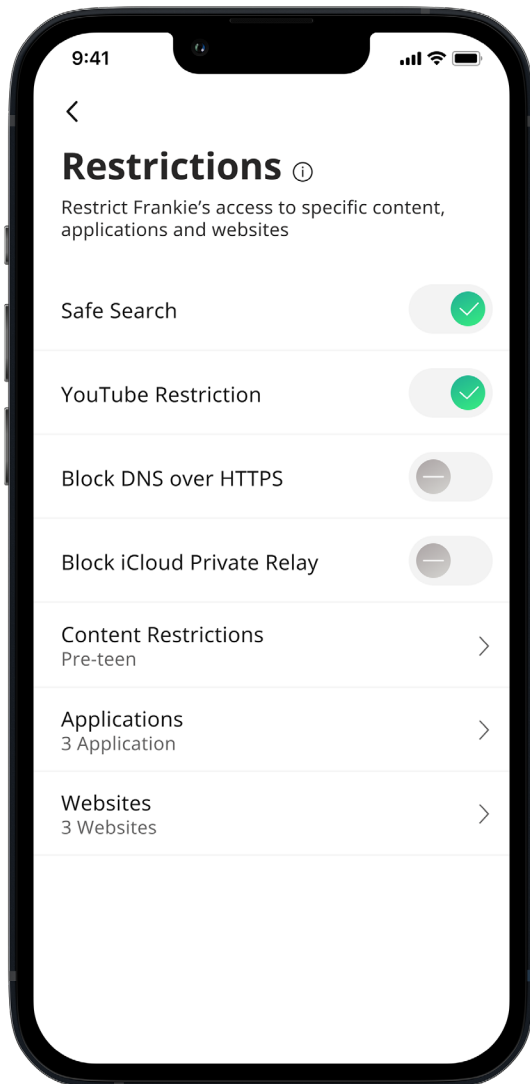 9:41
Restrictions
Restrict Frankie’s access to specific content,
applications and websites
Safe Search
YouTube Restriction
Block DNS over HTTPS
Block iCloud Private Relay
Content Restrictions
Pre-teen
Applications
3 Application
Websites
3 Websites